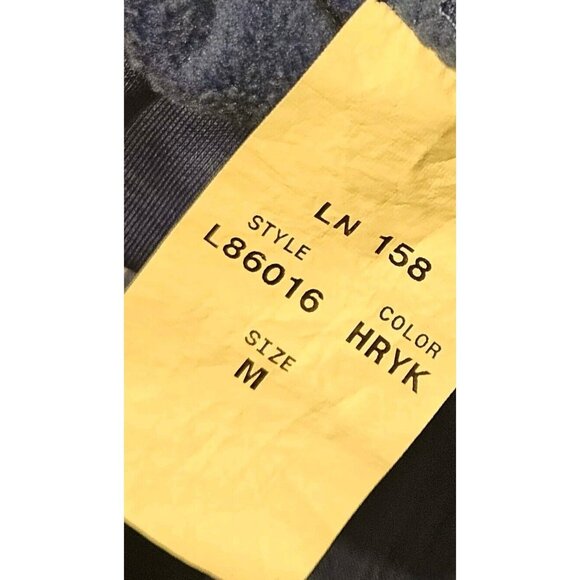 LN 158
STYLE COLOR
L86016 HRYK
SIZE
M